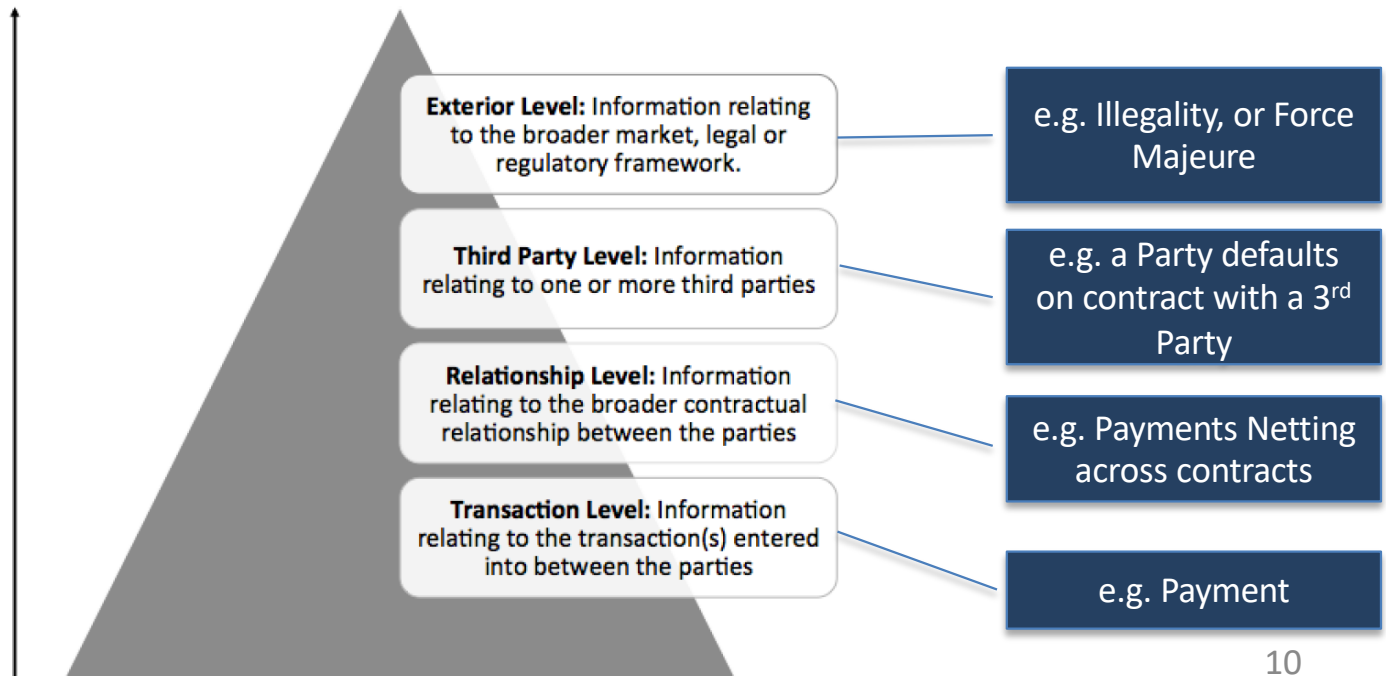 Exterior Level: Information relating
to the broader market, legal or
regulatory framework.
e.g. Illegality, or Force
Majeure
Third Party Level: Information
relating to one or more third parties
e.g. a Party defaults
on contract with a 3rd
Party
Relationship Level: Information
relating to the broader contractual
relationship between the parties
e.g. Payments Netting
across contracts
Transaction Level: Information
relating to the transaction(s) entered
into between the parties
e.g. Payment
10